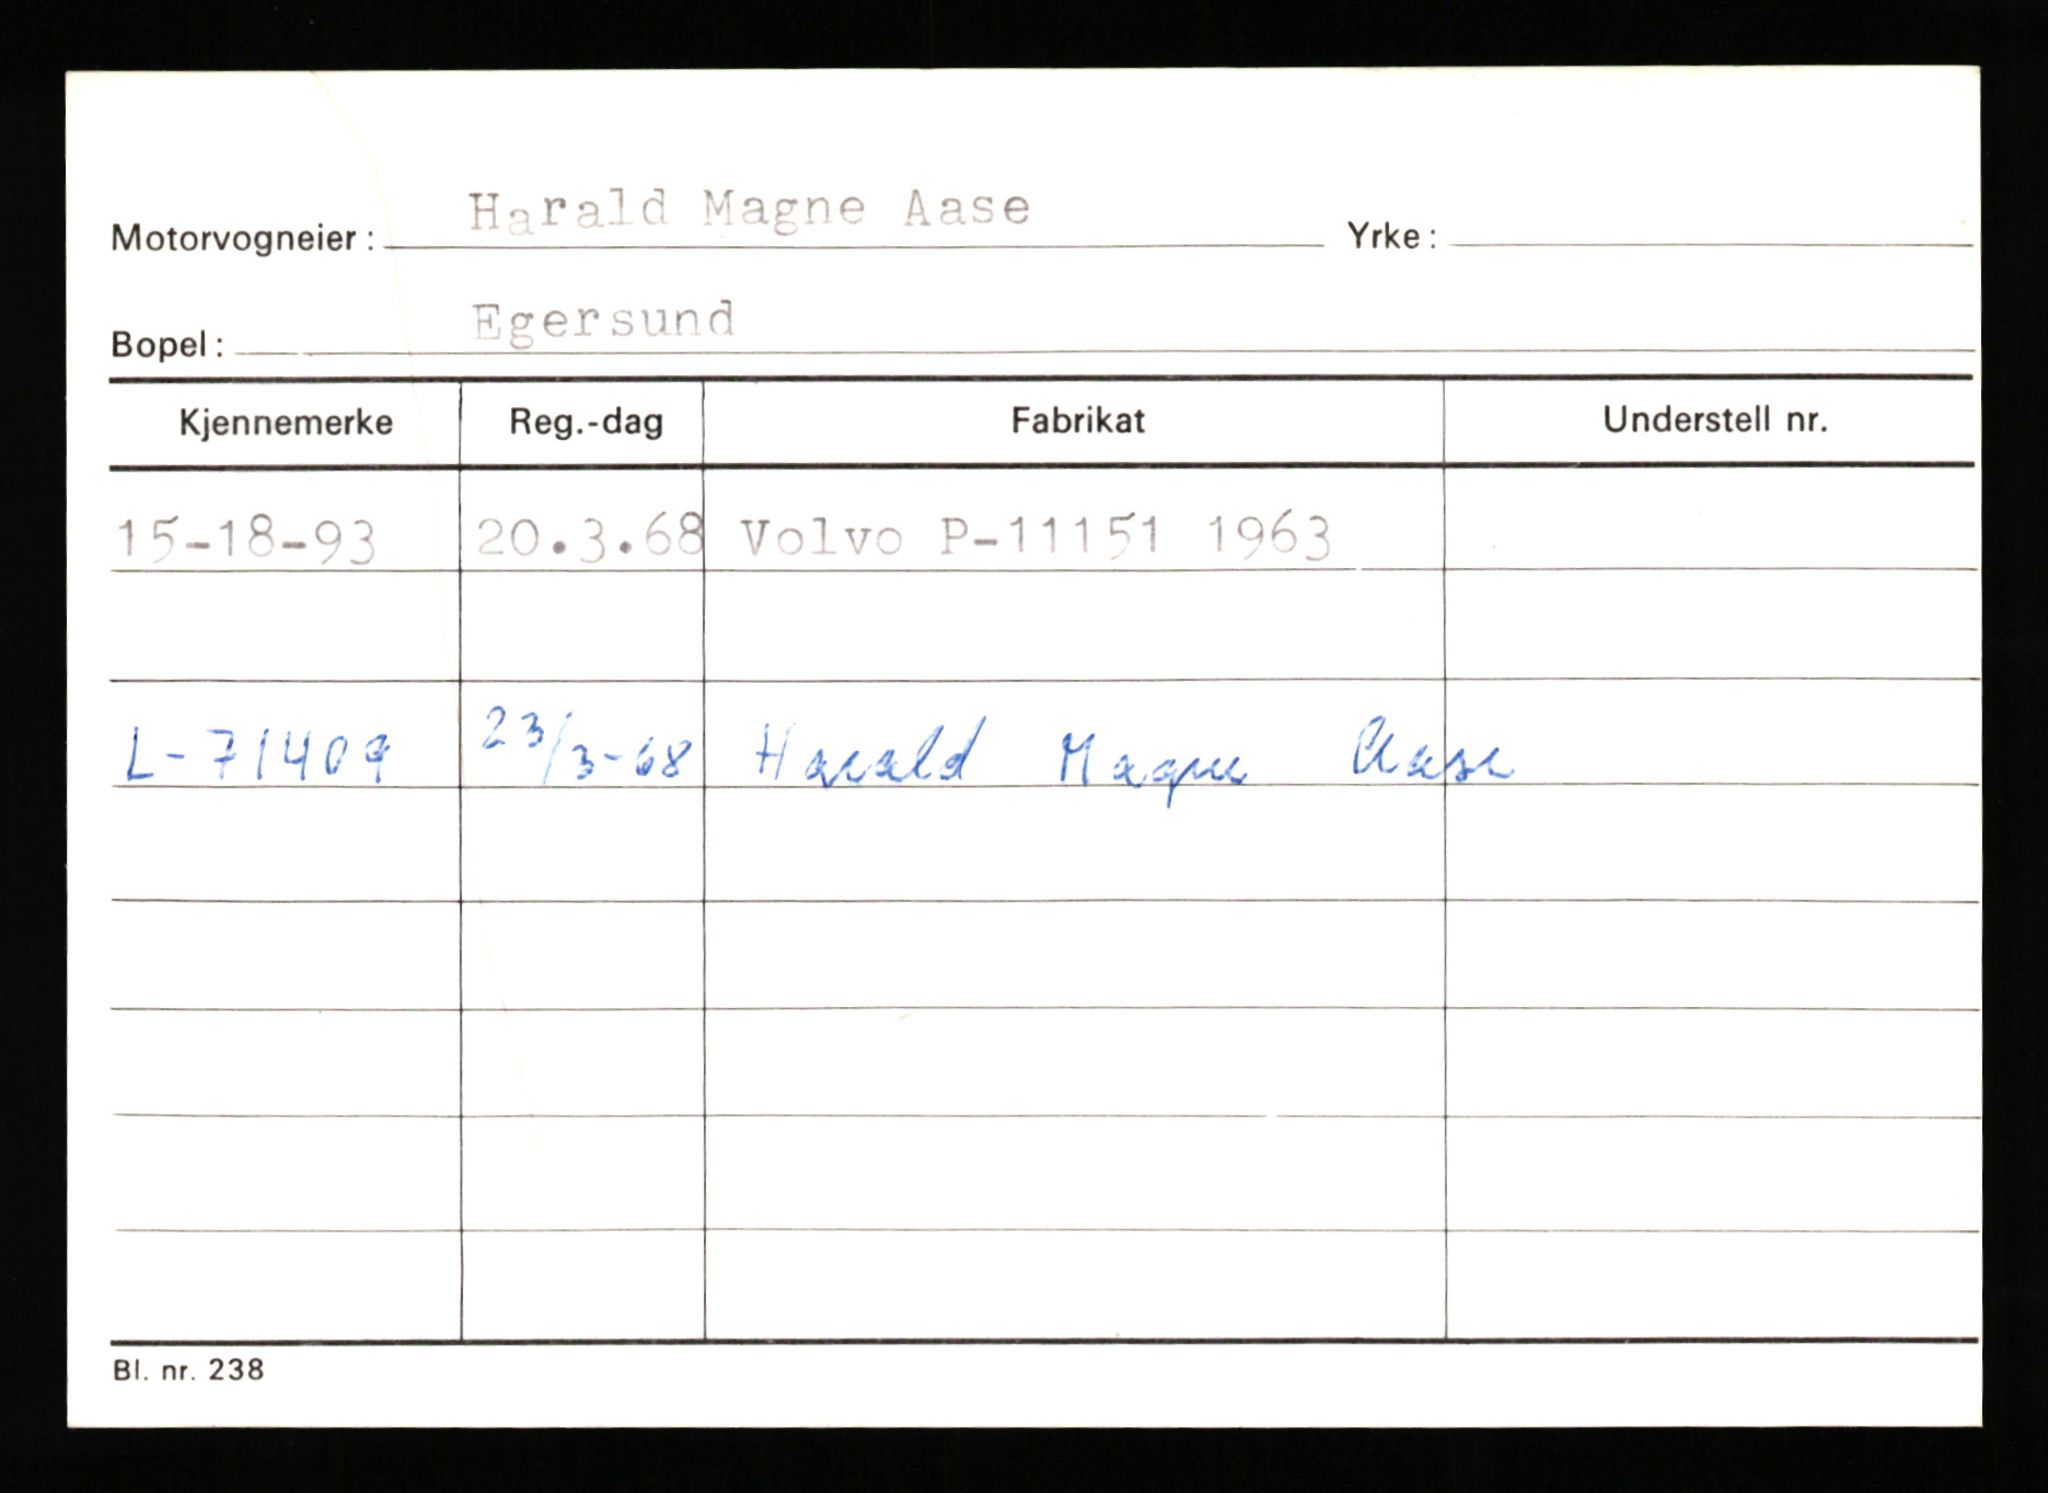 Motorvogneier: Harald Magne Aase Yrke:
Bopel: Egersund
Kjennemerke Reg.-dag Fabrikat Understell nr.
15-18-93 20.3.68 Volvo P-11151 1963
L-71409 23/3-68 Harald Magne Aase
Bl. nr. 238